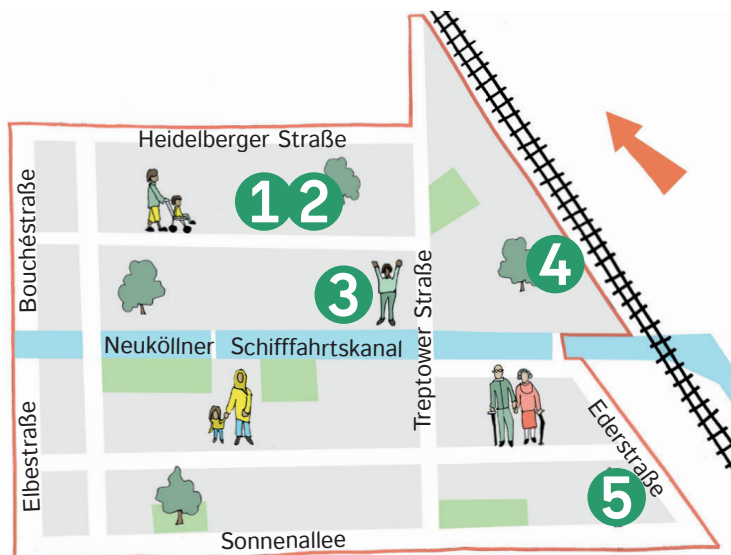 Heidelberger Straße
Bouchéstraße
1 2
3
4
Treptower Straße
Neuköllner Schifffahrtskanal
Elbestraße
Ederstraße
5
Sonnenallee